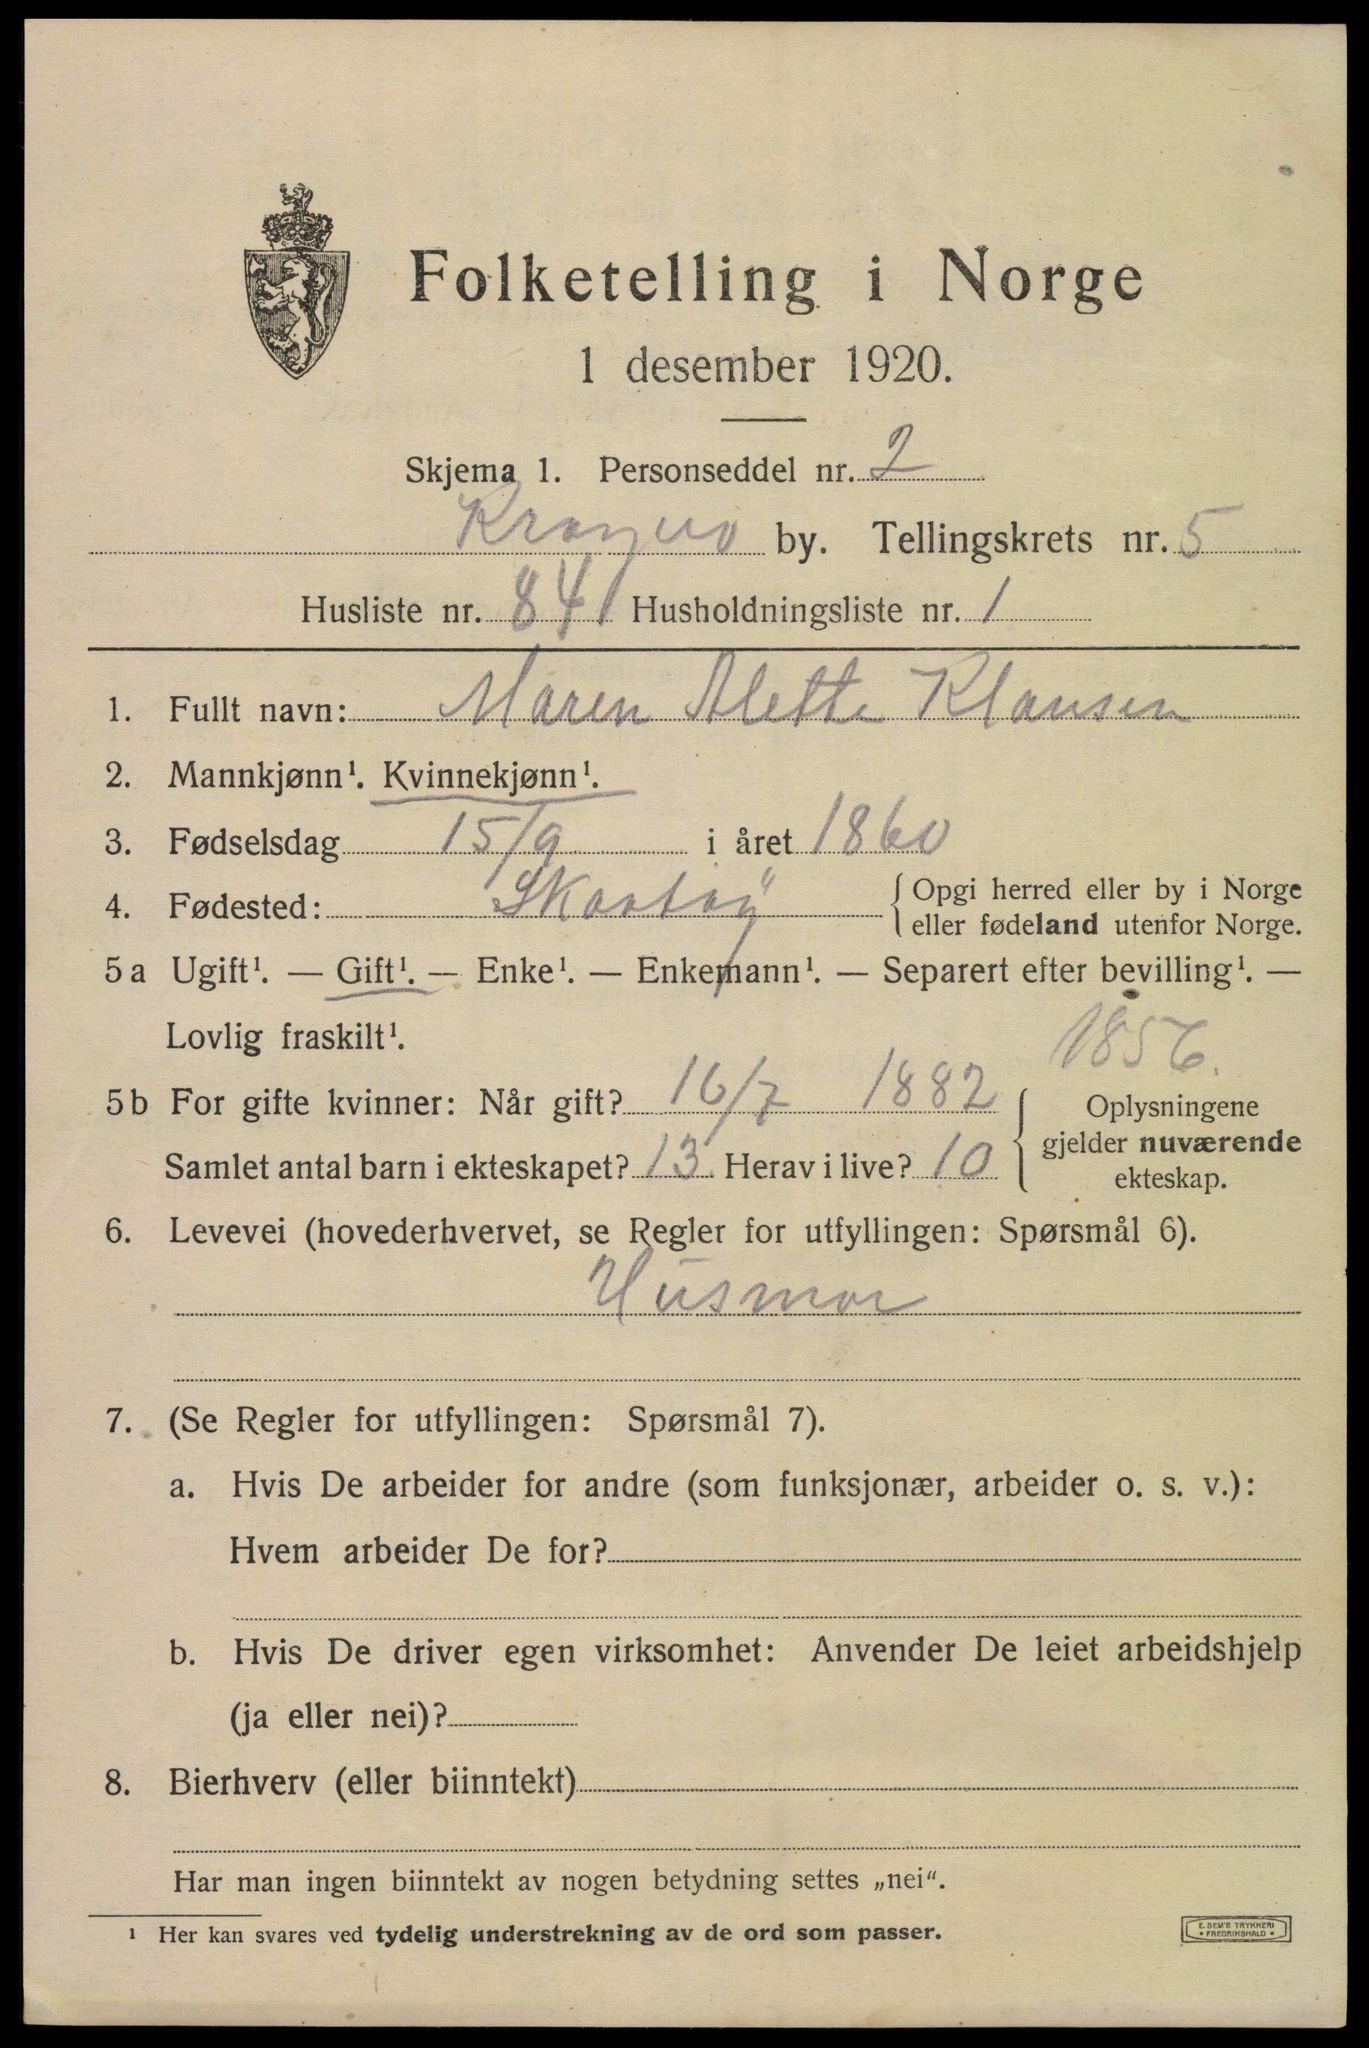 Folketelling i Norge
1 desember 1920.
Skjema 1. Personseddel nr. 2
Kragerø by. Tellingskrets nr. 5
Husliste nr. 84 Husholdningsliste nr. 1
1. Fullt navn: Maren Alette Klausen
2. Mannkjønn¹. Kvinnekjønn¹.
3. Fødselsdag 15/9 i året 1860
4. Fødested: Skaatøy { Opgi herred eller by i Norge
eller fødeland utenfor Norge.
5a Ugift¹. — Gift¹. — Enke¹. — Enkemann¹. — Separert efter bevilling¹. —
Lovlig fraskilt¹.
1856.
5b For gifte kvinner: Når gift? 16/7 1882
Samlet antal barn i ekteskapet? 13 Herav i live? 10
{ Oplysningene
gjelder nuværende
ekteskap.
6. Levevei (hovederhvervet, se Regler for utfyllingen: Spørsmål 6).
Husmor
7. (Se Regler for utfyllingen: Spørsmål 7).
a. Hvis De arbeider for andre (som funksjonær, arbeider o. s. v.):
Hvem arbeider De for?
b. Hvis De driver egen virksomhet: Anvender De leiet arbeidshjelp
(ja eller nei)?
8. Bierhverv (eller biinntekt)
Har man ingen biinntekt av nogen betydning settes „nei“.
¹ Her kan svares ved tydelig understrekning av de ord som passer.
E. SEM'S TRYKKERI
• FREDRIKSHALD •